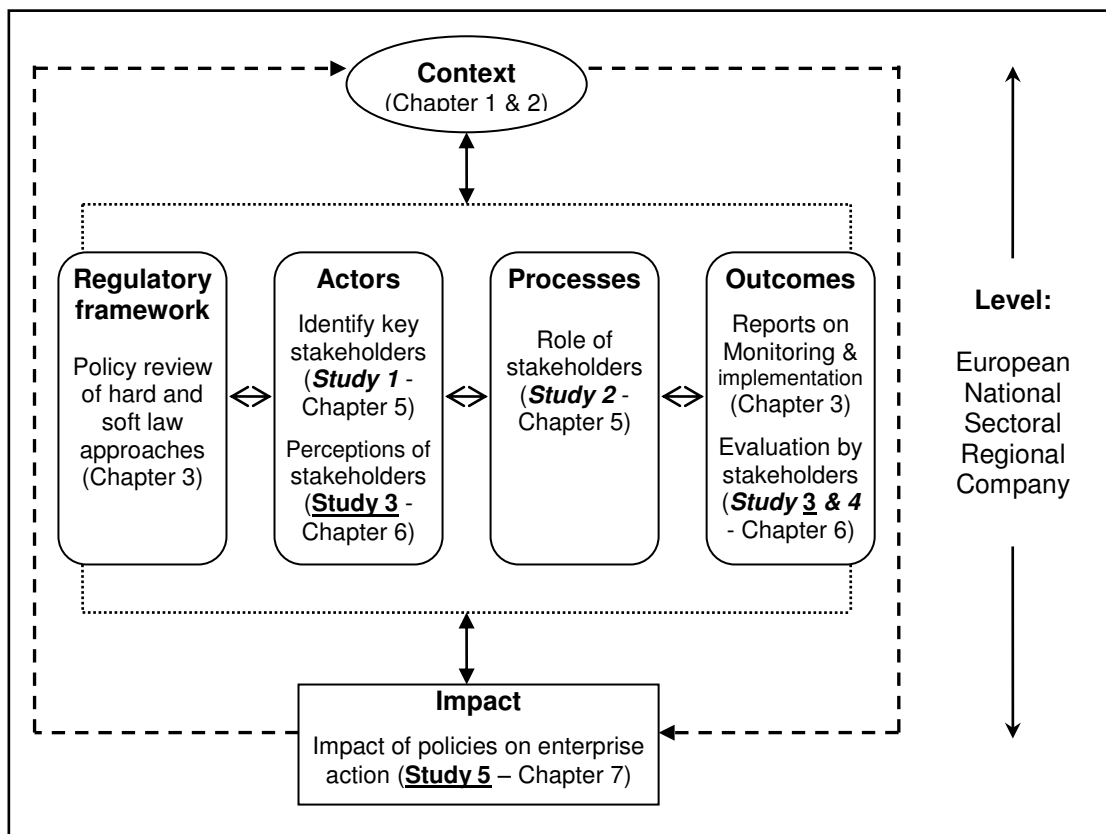 Context
(Chapter 1 & 2)
Regulatory
framework
Policy review
of hard and
soft law
approaches
(Chapter 3)
Actors
Identify key
stakeholders
(Study 1 -
Chapter 5)
Perceptions of
stakeholders
(Study 3 -
Chapter 6)
Processes
Role of
stakeholders
(Study 2 -
Chapter 5)
Outcomes
Reports on
Monitoring &
implementation
(Chapter 3)
Evaluation by
stakeholders
(Study 3 & 4
- Chapter 6)
Level:
European
National
Sectoral
Regional
Company
Impact
Impact of policies on enterprise
action (Study 5 – Chapter 7)